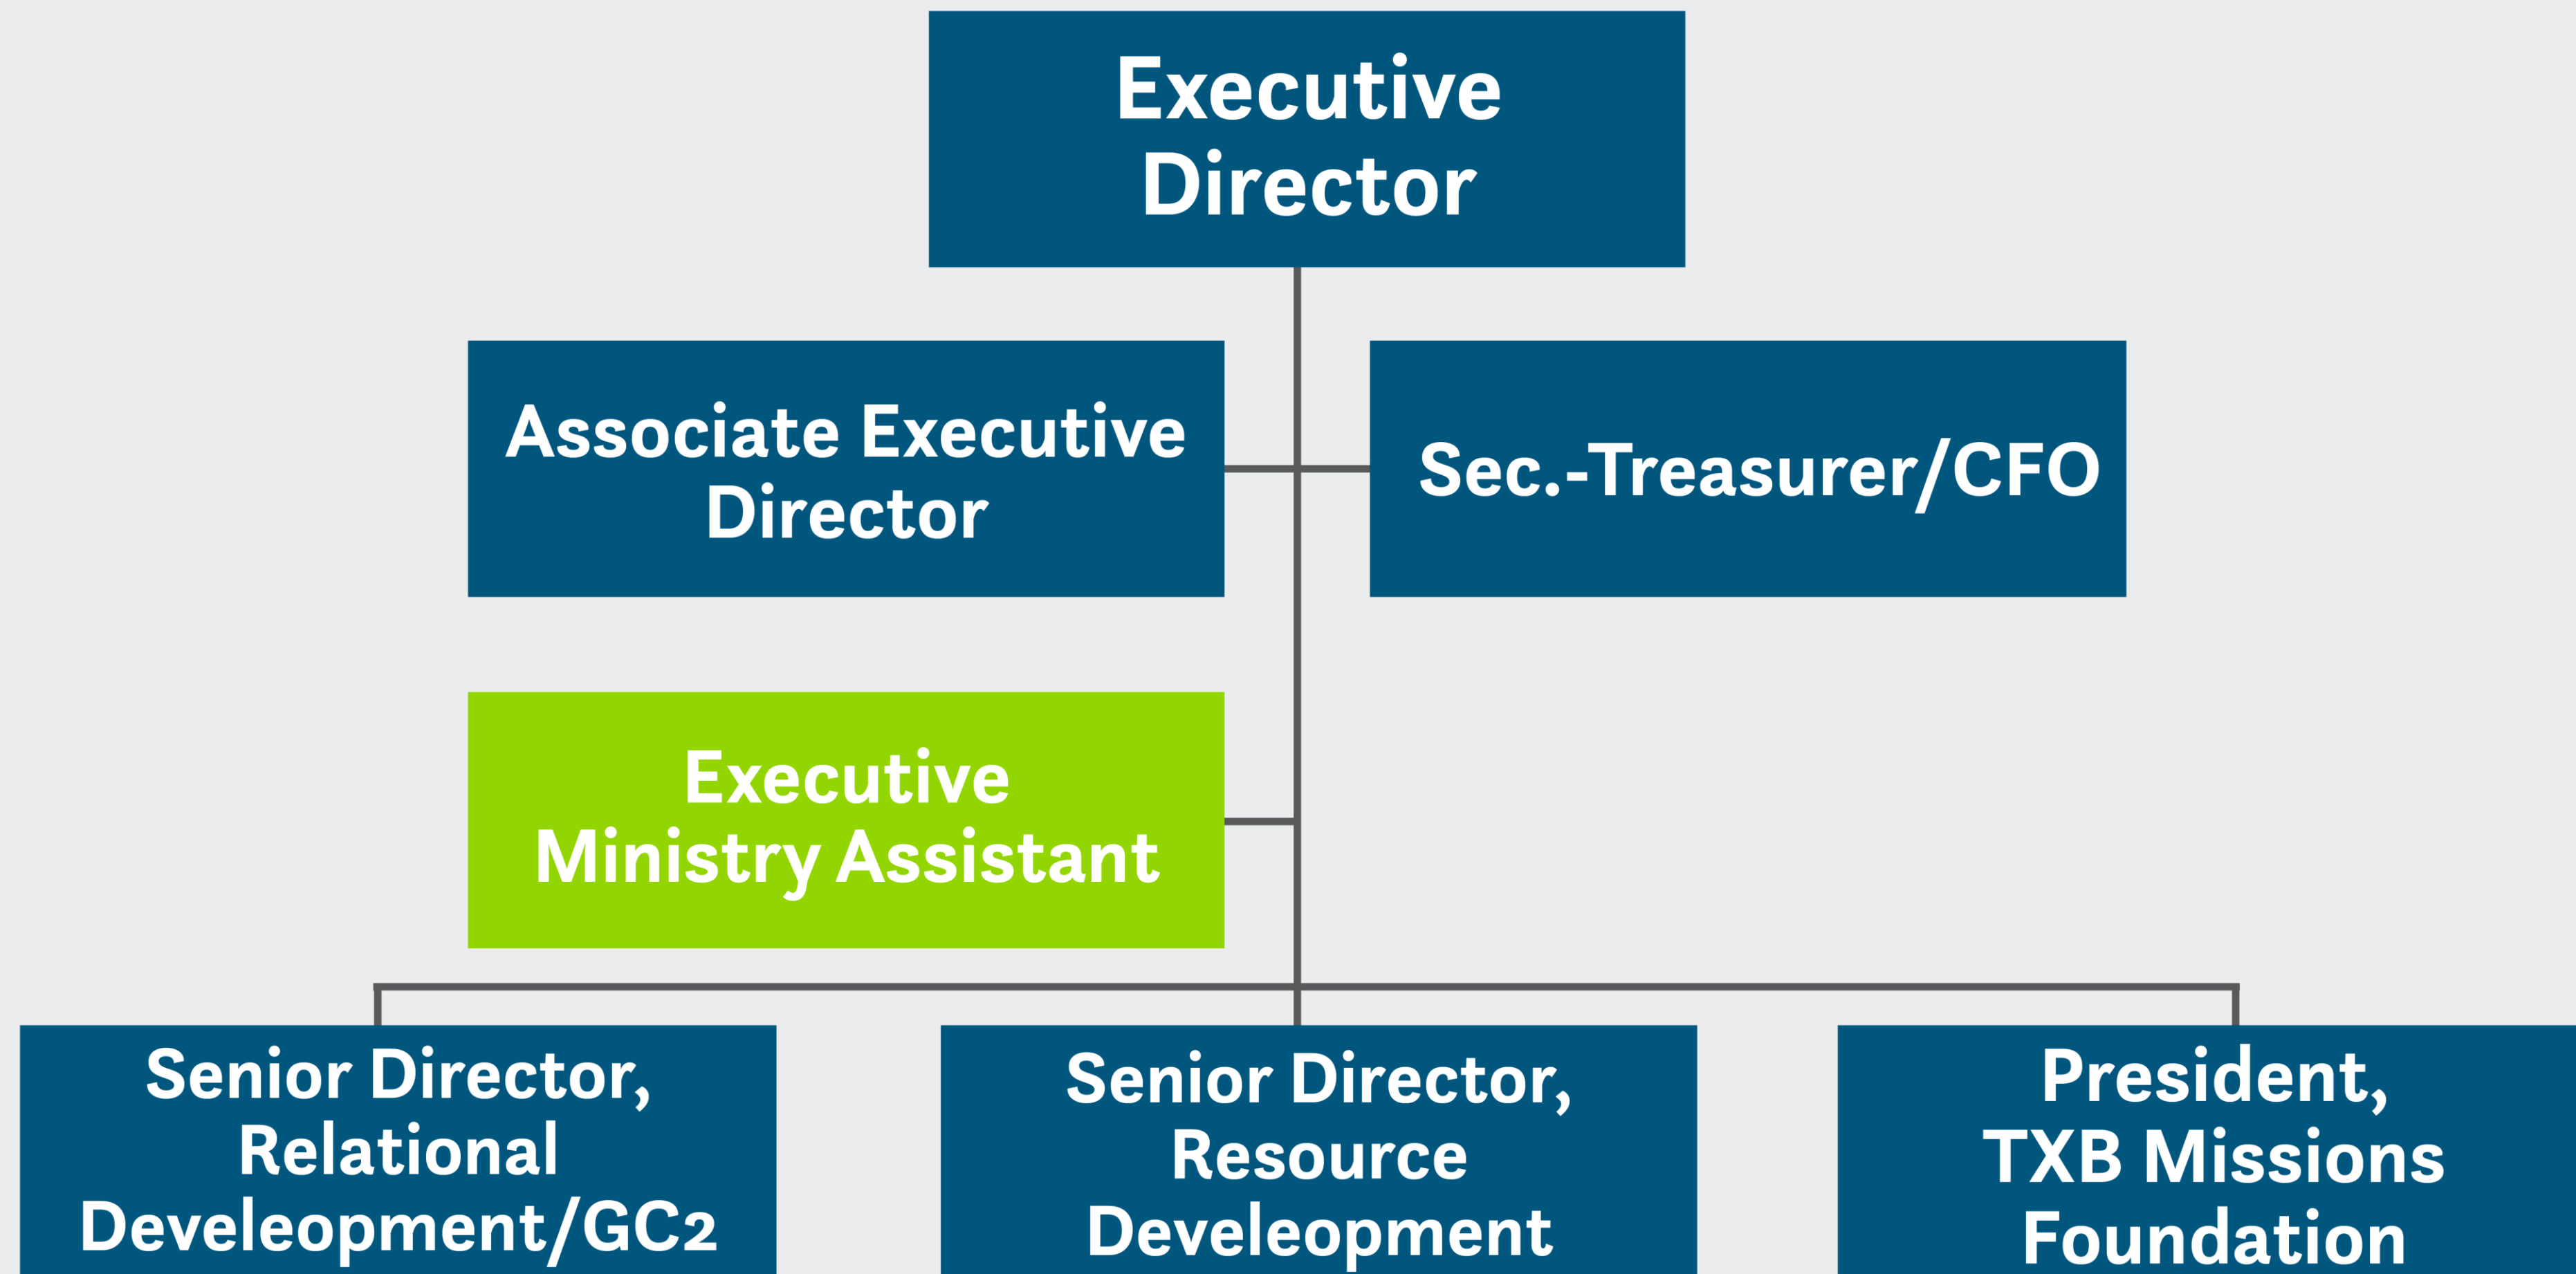 Executive
Director
Associate Executive
Director
Sec.-Treasurer/CFO
Executive
Ministry Assistant
Senior Director,
Relational
Develeopment/GC2
Senior Director,
Resource
Develeopment
President,
TXB Missions
Foundation